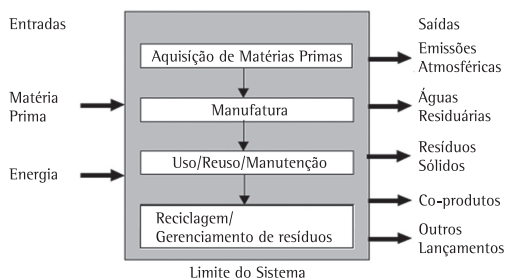 Entradas
Saídas
Aquisição de Matérias Primas
Emissões
Atmosféricas
Matéria
Prima
Manufatura
Águas
Residuárias
Uso/Reuso/Manutenção
Resíduos
Sólidos
Energia
Co-produtos
Reciclagem/
Gerenciamento de resíduos
Outros
Lançamentos
Limite do Sistema